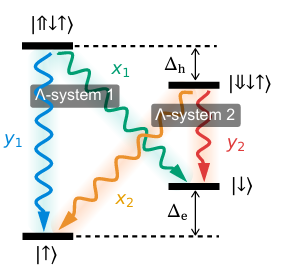 |⇑↓↑⟩
x₁
Δₕ
|⇓↓↑⟩
Λ-system 1
Λ-system 2
y₁
y₂
x₂
|↓⟩
Δₑ
|↑⟩